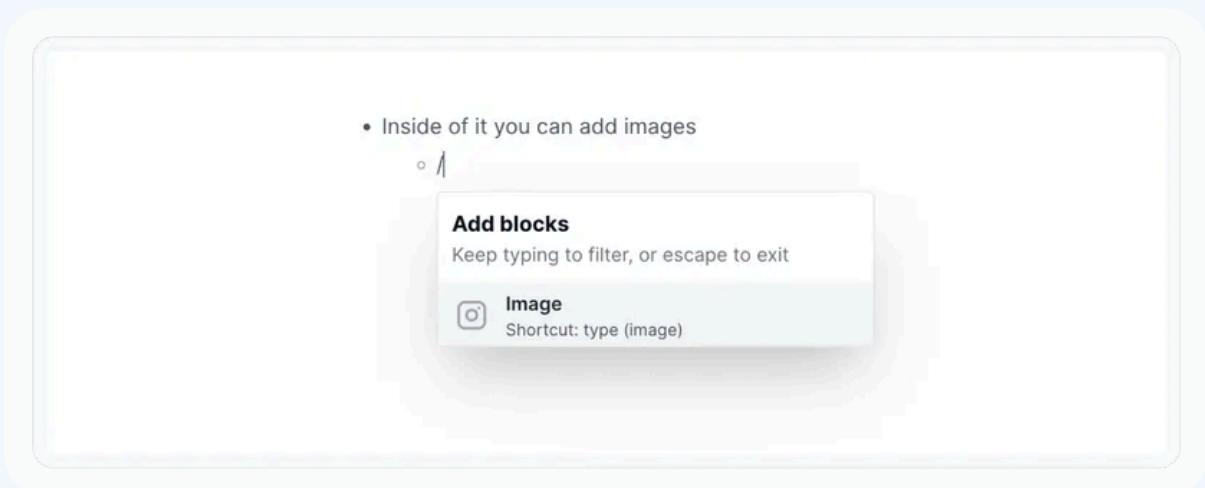 • Inside of it you can add images
◦ /
Add blocks
Keep typing to filter, or escape to exit
Image
Shortcut: type (image)